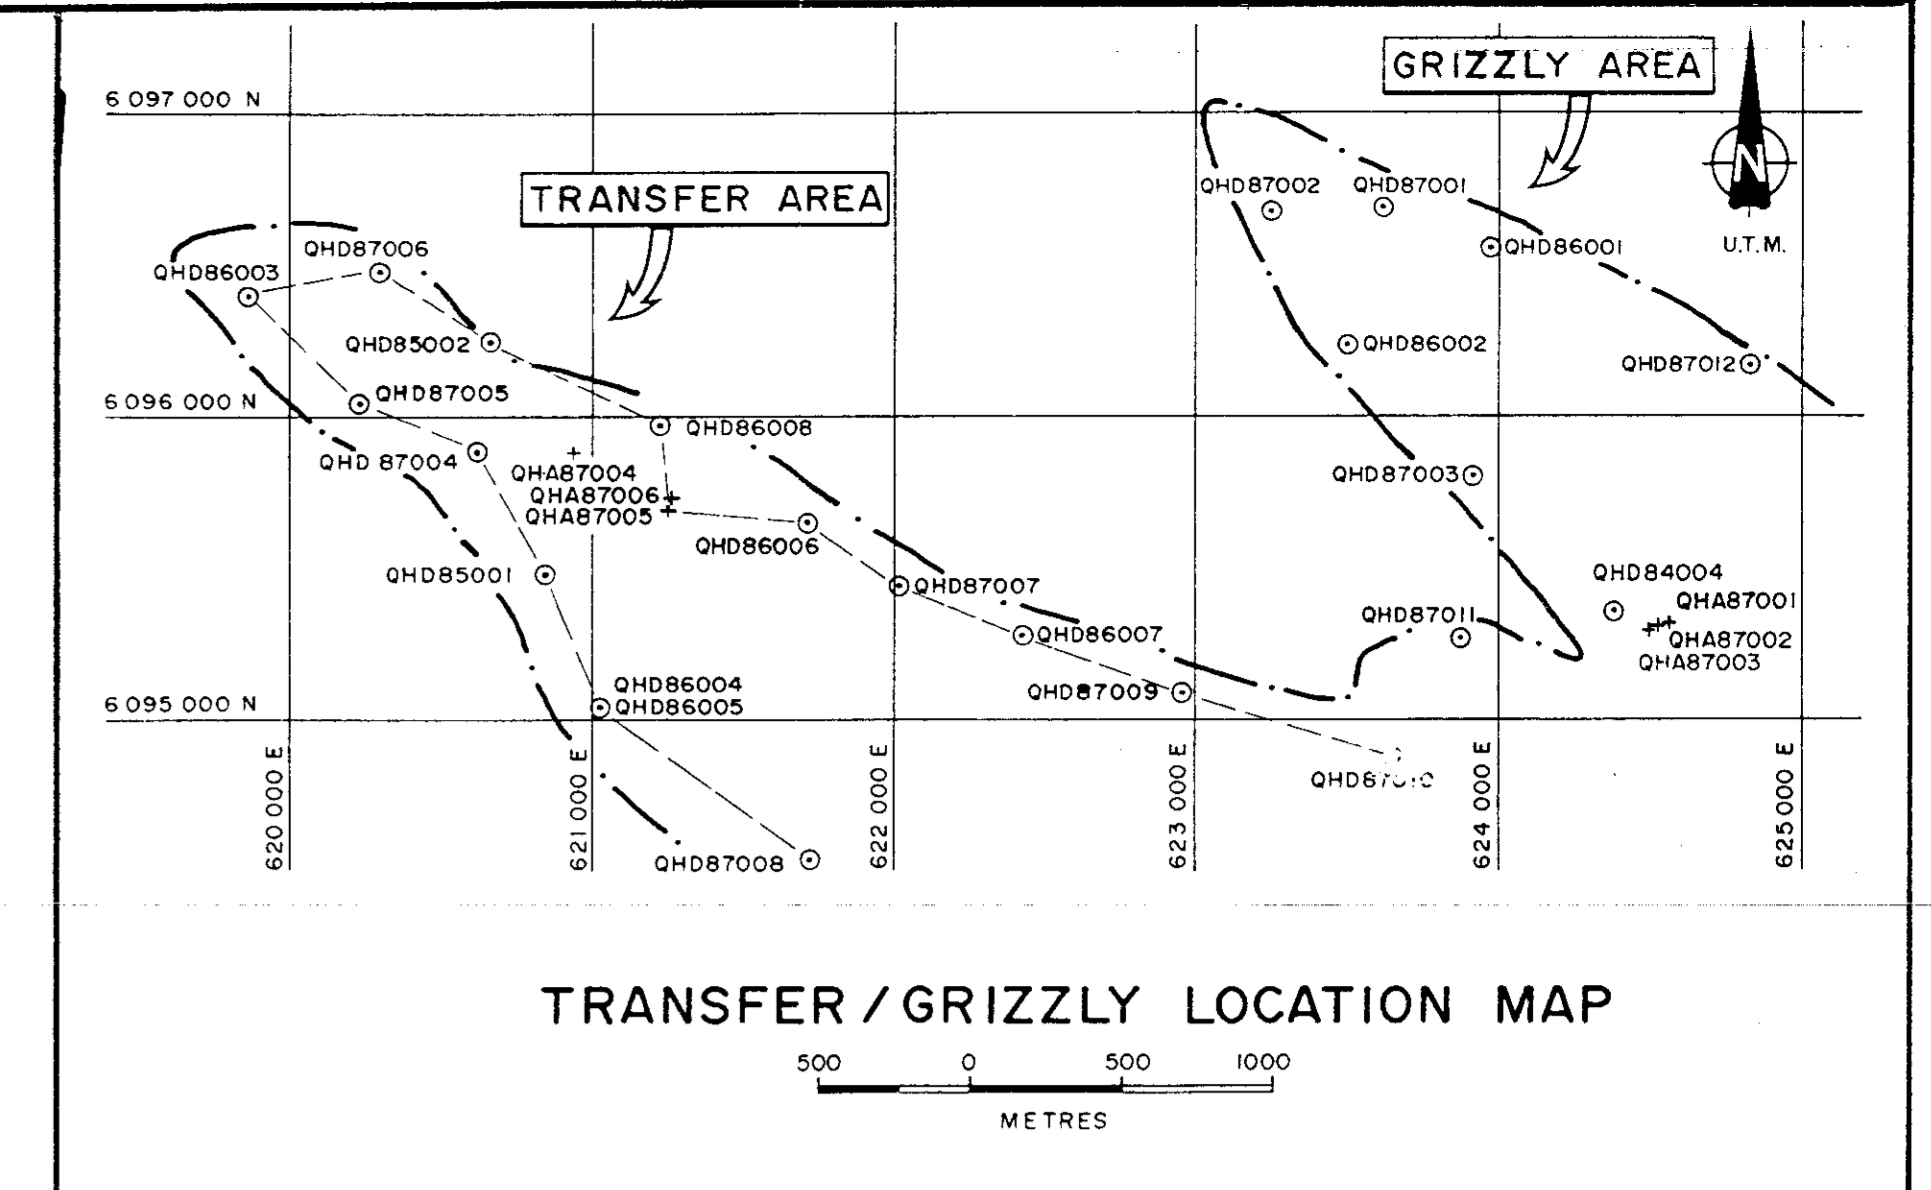 GRIZZLY AREA
6 097 000 N
N
TRANSFER AREA
QHD87002
QHD87001
U.T.M.
QHD87006
QHD86001
QHD86003
QHD85002
QHD86002
QHD87012
QHD87005
6 096 000 N
QHD86008
QHD 87004
QHA87004
QHD87003
QHA87006
QHA87005
QHD86006
QHD85001
QHD87007
QHD84004
QHA87001
QHD87011
QHD86007
QHA87002
QHA87003
QHD86004
QHD87009
6 095 000 N
QHD86005
QHD87010
620 000 E
621 000 E
622 000 E
623 000 E
624 000 E
625 000 E
QHD87008
TRANSFER / GRIZZLY LOCATION MAP
500 0 500 1000
METRES